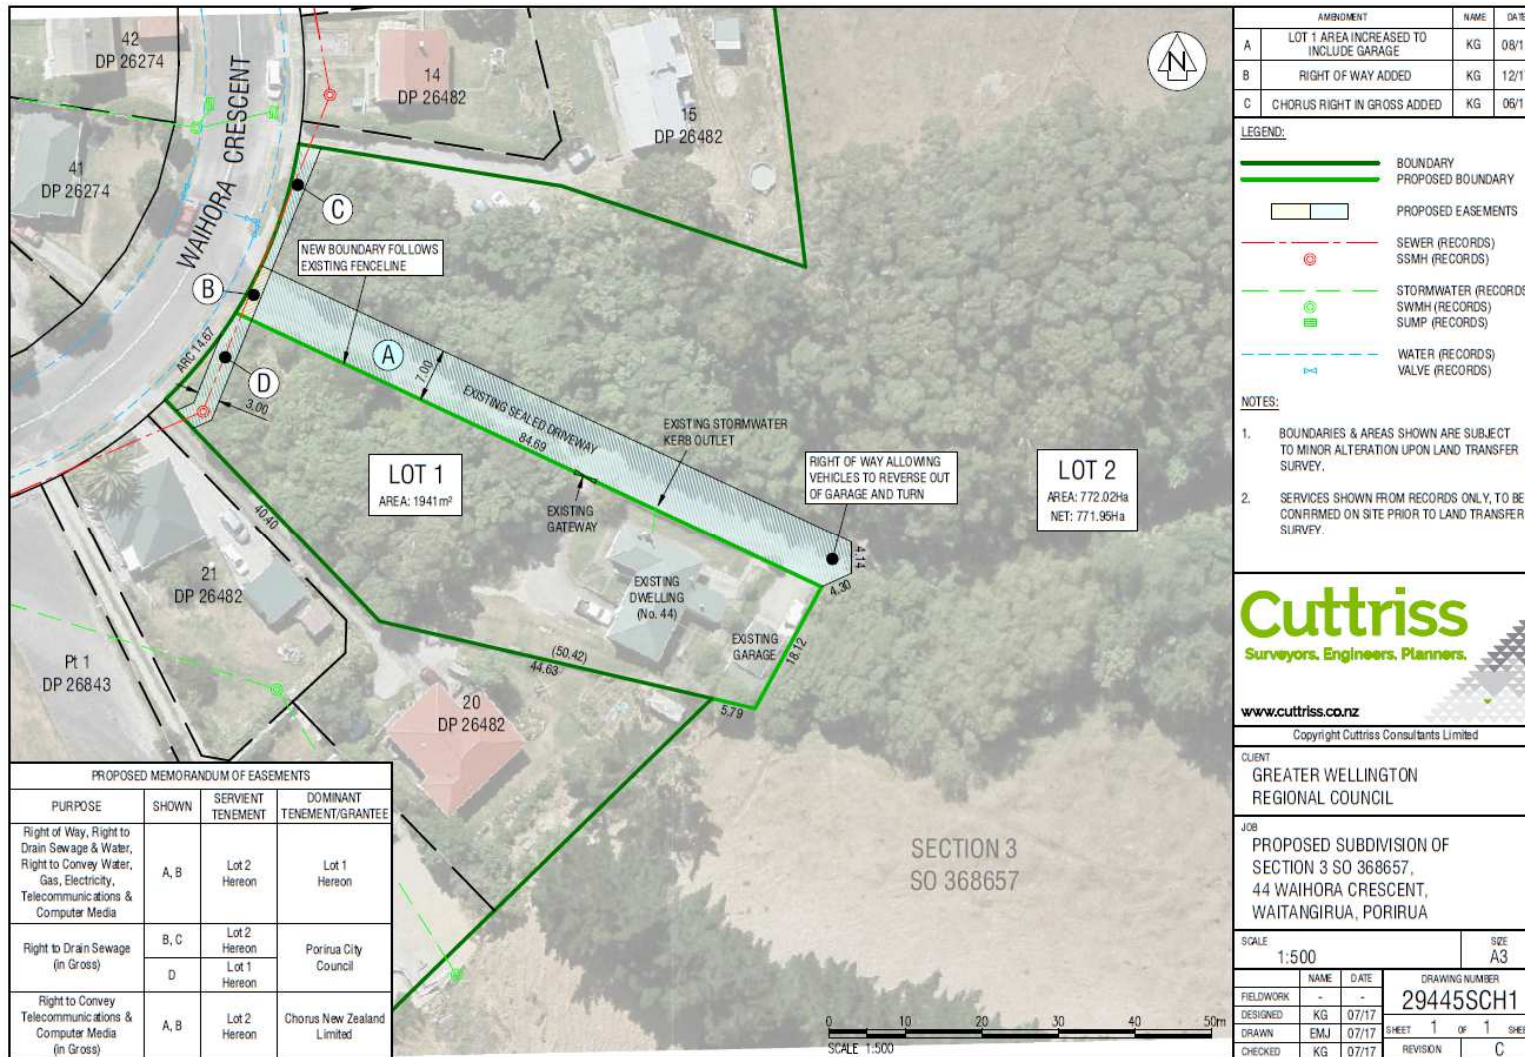 42
DP 26274
WAIHORA CRESCENT
14
DP 26482
15
DP 26482
41
DP 26274
C
NEW BOUNDARY FOLLOWS
EXISTING FENCELINE
B
A
ARC 14.67
D
3.00
7.00
EXISTING SEALED DRIVEWAY
84.69
EXISTING STORMWATER
KERB OUTLET
LOT 1
AREA: 1941m²
EXISTING
GATEWAY
RIGHT OF WAY ALLOWING
VEHICLES TO REVERSE OUT
OF GARAGE AND TURN
LOT 2
AREA: 772.02Ha
NET: 771.95Ha
40.40
4.14
4.30
21
DP 26482
EXISTING
DWELLING
(No. 44)
EXISTING
GARAGE
18.12
(50.42)
44.63
5.79
Pt 1
DP 26843
20
DP 26482
SECTION 3
SO 368657
PROPOSED MEMORANDUM OF EASEMENTS
PURPOSE SHOWN SERVIENT TENEMENT DOMINANT TENEMENT/GRANTEE
Right of Way, Right to
Drain Sewage & Water,
Right to Convey Water,
Gas, Electricity,
Telecommunications &
Computer Media
A, B
Lot 2
Hereon
Lot 1
Hereon
Right to Drain Sewage
(in Gross)
B, C
Lot 2
Hereon
D
Lot 1
Hereon
Porirua City
Council
Right to Convey
Telecommunications &
Computer Media
(in Gross)
A, B
Lot 2
Hereon
Chorus New Zealand
Limited
0 10 20 30 40 50m
SCALE 1:500
N
AMENDMENT NAME DATE
A LOT 1 AREA INCREASED TO INCLUDE GARAGE KG 08/1
B RIGHT OF WAY ADDED KG 12/1
C CHORUS RIGHT IN GROSS ADDED KG 06/1
LEGEND:
BOUNDARY
PROPOSED BOUNDARY
PROPOSED EASEMENTS
SEWER (RECORDS)
SSMH (RECORDS)
STORMWATER (RECORDS
SWMH (RECORDS)
SUMP (RECORDS)
WATER (RECORDS)
VALVE (RECORDS)
NOTES:
1. BOUNDARIES & AREAS SHOWN ARE SUBJECT
TO MINOR ALTERATION UPON LAND TRANSFER
SURVEY.
2. SERVICES SHOWN FROM RECORDS ONLY, TO BE
CONFIRMED ON SITE PRIOR TO LAND TRANSFER
SURVEY.
Cuttriss
Surveyors. Engineers. Planners.
www.cuttriss.co.nz
Copyright Cuttriss Consultants Limited
CLIENT
GREATER WELLINGTON
REGIONAL COUNCIL
JOB
PROPOSED SUBDIVISION OF
SECTION 3 SO 368657,
44 WAIHORA CRESCENT,
WAITANGIRUA, PORIRUA
SCALE
1:500
SIZE
A3
NAME DATE
FIELDWORK - -
DESIGNED KG 07/17
DRAWN EMJ 07/17
CHECKED KG 07/17
DRAWING NUMBER
29445SCH1
SHEET 1 OF 1 SHEE
REVISION C